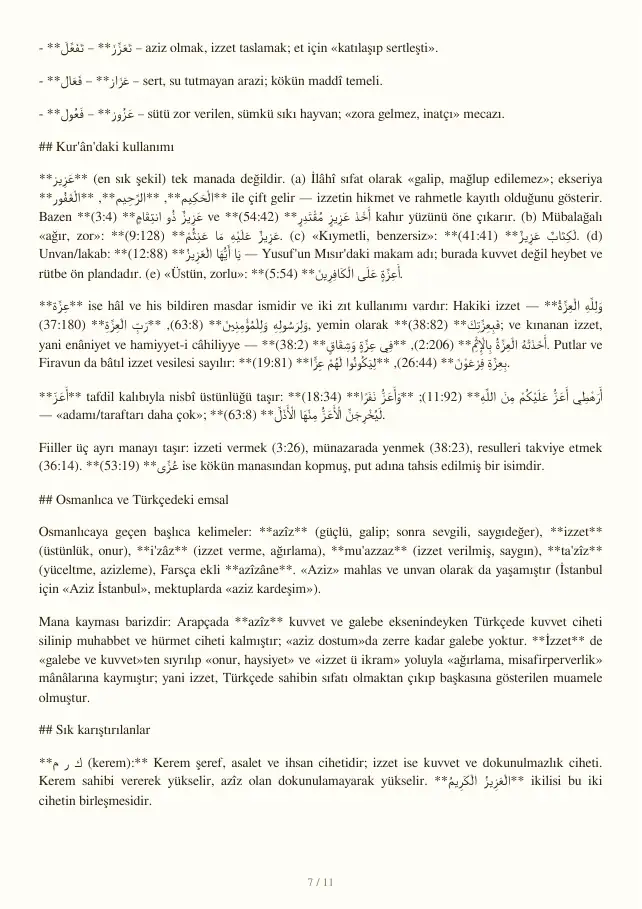 - **تَفَعَّلَ – **تَعَزَّزَ – aziz olmak, izzet taslamak; et için «katılaşıp sertleşti».
- **فَعَال – **عَزَاز – sert, su tutmayan arazi; kökün maddî temeli.
- **فَعُول – **عَزُوز – sütü zor verilen, sümkü sıkı hayvan; «zora gelmez, inatçı» mecazı.
## Kur'ân'daki kullanımı
**عَزِيز** (en sık şekil) tek manada değildir. (a) İlâhî sıfat olarak «galip, mağlup edilemez»; ekseriya
**الْحَكِيم**, **الرَّحِيم**, **الْغَفُور** ile çift gelir — izzetin hikmet ve rahmetle kayıtlı olduğunu gösterir.
Bazen **عَزِيزٌ ذُو انتِقَامٍ** (3:4) ve **أَخْذَ عَزِيزٍ مُقْتَدِرٍ** (54:42) kahır yüzünü öne çıkarır. (b) Mübalağalı
«ağır, zor»: **عَزِيزٌ عَلَيْهِ مَا عَنِتُّمْ** (9:128). (c) «Kıymetli, benzersiz»: **لَكِتَابٌ عَزِيزٌ** (41:41). (d)
Unvan/lakab: **يَا أَيُّهَا الْعَزِيزُ** (12:88) — Yusuf'un Mısır'daki makam adı; burada kuvvet değil heybet ve
rütbe ön plandadır. (e) «Üstün, zorlu»: **أَعِزَّةٍ عَلَى الْكَافِرِينَ** (5:54).
**عِزَّة** ise hâl ve his bildiren masdar ismidir ve iki zıt kullanımı vardır: Hakiki izzet — **وَلِلَّهِ الْعِزَّةُ
وَلِرَسُولِهِ وَلِلْمُؤْمِنِينَ** (63:8), **رَبِّ الْعِزَّةِ** (37:180), yemin olarak **فَبِعِزَّتِكَ** (38:82); ve kınanan izzet,
yani enâniyet ve hamiyyet-i câhiliyye — **أَخَذَتْهُ الْعِزَّةُ بِالْإِثْمِ** (2:206), **فِي عِزَّةٍ وَشِقَاقٍ** (38:2). Putlar ve
Firavun da bâtıl izzet vesilesi sayılır: **لِيَكُونُوا لَهُمْ عِزًّا** (19:81), **بِعِزَّةِ فِرْعَوْنَ** (26:44).
**أَعَزّ** tafdil kalıbıyla nisbî üstünlüğü taşır: **أَرَهْطِي أَعَزُّ عَلَيْكُمْ مِنَ اللَّهِ** (11:92); **وَأَعَزُّ نَفَرًا** (18:34)
— «adamı/taraftarı daha çok»; **لَيُخْرِجَنَّ الْأَعَزُّ مِنْهَا الْأَذَلَّ** (63:8).
Fiiller üç ayrı manayı taşır: izzeti vermek (3:26), münazarada yenmek (38:23), resulleri takviye etmek
(36:14). **عُزَّى** (53:19) ise kökün manasından kopmuş, put adına tahsis edilmiş bir isimdir.
## Osmanlıca ve Türkçedeki emsal
Osmanlıcaya geçen başlıca kelimeler: **azîz** (güçlü, galip; sonra sevgili, saygıdeğer), **izzet**
(üstünlük, onur), **i'zâz** (izzet verme, ağırlama), **mu'azzaz** (izzet verilmiş, saygın), **ta'zîz**
(yüceltme, azizleme), Farsça ekli **azîzâne**. «Aziz» mahlas ve unvan olarak da yaşamıştır (İstanbul
için «Aziz İstanbul», mektuplarda «aziz kardeşim»).
Mana kayması barizdir: Arapçada **azîz** kuvvet ve galebe eksenindeyken Türkçede kuvvet ciheti
silinip muhabbet ve hürmet ciheti kalmıştır; «aziz dostum»da zerre kadar galebe yoktur. **İzzet** de
«galebe ve kuvvet»ten sıyrılıp «onur, haysiyet» ve «izzet ü ikram» yoluyla «ağırlama, misafirperverlik»
mânâlarına kaymıştır; yani izzet, Türkçede sahibin sıfatı olmaktan çıkıp başkasına gösterilen muamele
olmuştur.
## Sık karıştırılanlar
**ك ر م (kerem):** Kerem şeref, asalet ve ihsan cihetidir; izzet ise kuvvet ve dokunulmazlık ciheti.
Kerem sahibi vererek yükselir, azîz olan dokunulamayarak yükselir. **الْعَزِيزُ الْكَرِيمُ** ikilisi bu iki
cihetin birleşmesidir.
7 / 11